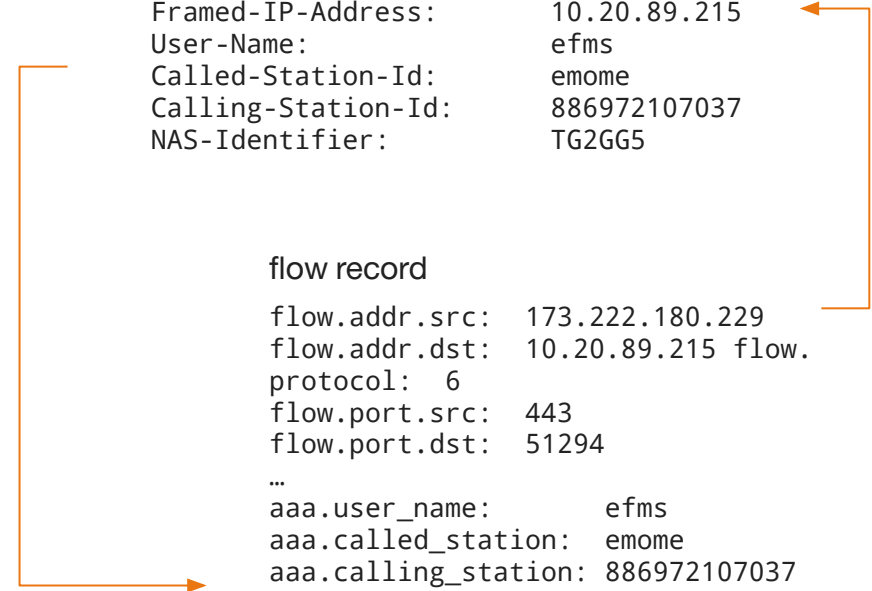 Framed-IP-Address: 10.20.89.215
User-Name: efms
Called-Station-Id: emome
Calling-Station-Id: 886972107037
NAS-Identifier: TG2GG5
flow record
flow.addr.src: 173.222.180.229
flow.addr.dst: 10.20.89.215 flow.
protocol: 6
flow.port.src: 443
flow.port.dst: 51294
…
aaa.user_name: efms
aaa.called_station: emome
aaa.calling_station: 886972107037